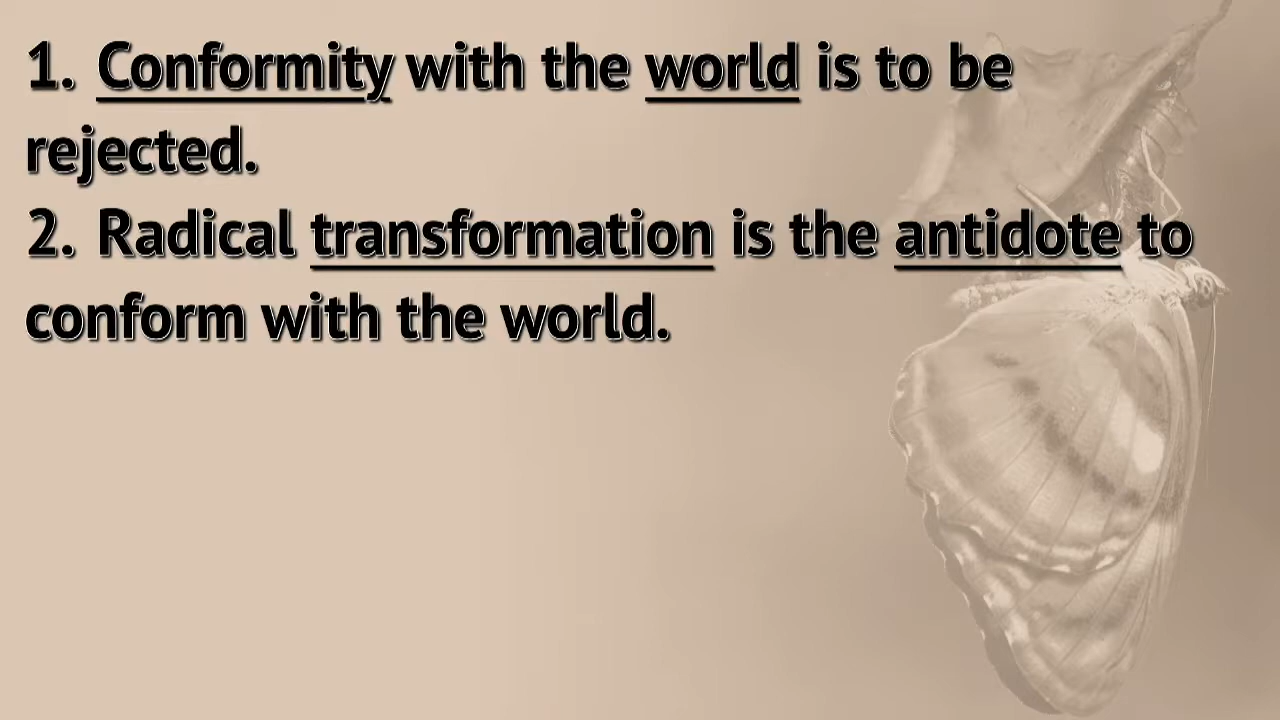 1. Conformity with the world is to be
rejected.
2. Radical transformation is the antidote to
conform with the world.